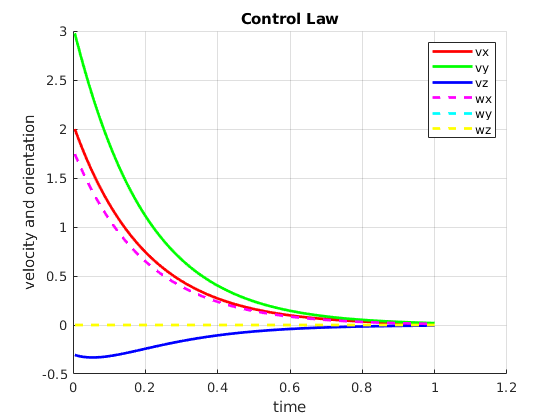 Control Law
3
2.5
2
1.5
1
0.5
0
-0.5
0 0.2 0.4 0.6 0.8 1 1.2
time
velocity and orientation
vx
vy
vz
wx
wy
wz